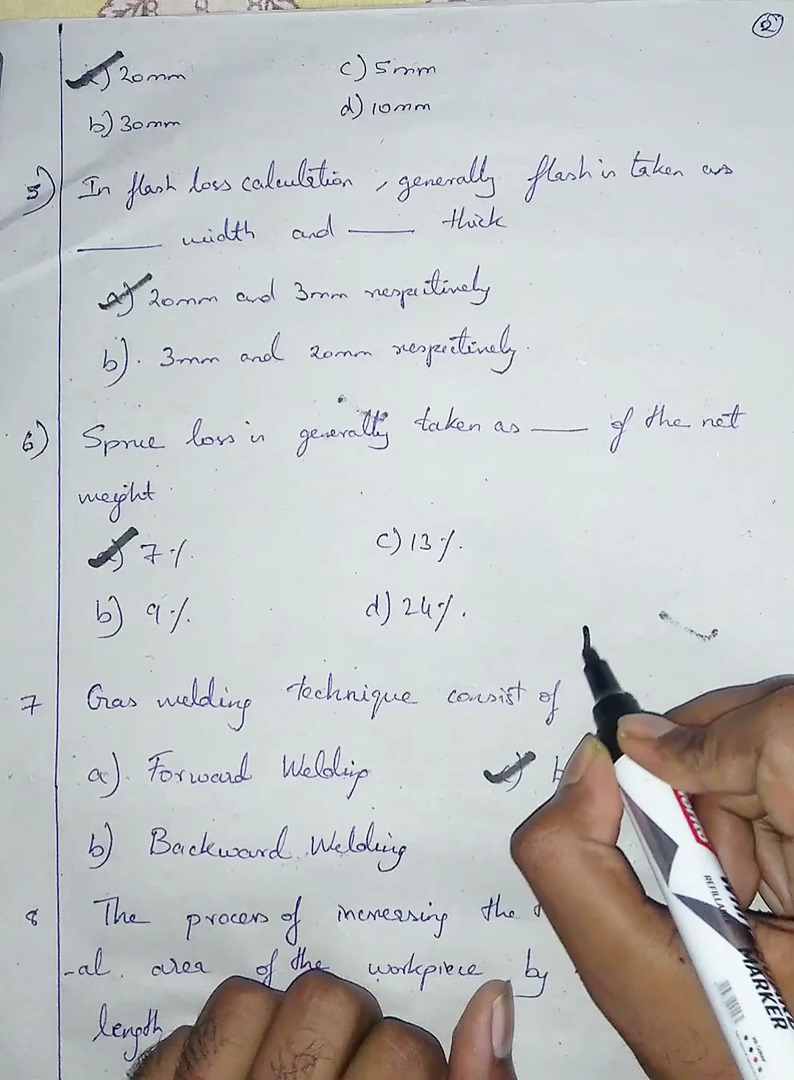 2
a) 20mm c) 5mm
b) 30mm d) 10mm
5) In flash loss calculation, generally flash is taken as
____ width and ____ thick
a) 20mm and 3mm respectively
b). 3mm and 20mm respectively.
6) Sprue loss is generally taken as ____ of the net
weight
a) 7%. c) 13%.
b) 9%. d) 24%.
7 Gas welding technique consist of
a). Forward Welding c)
b) Backward Welding
8 The process of increasing the
-al. area of the workpiece by
length
REFILLABLE
MARKER